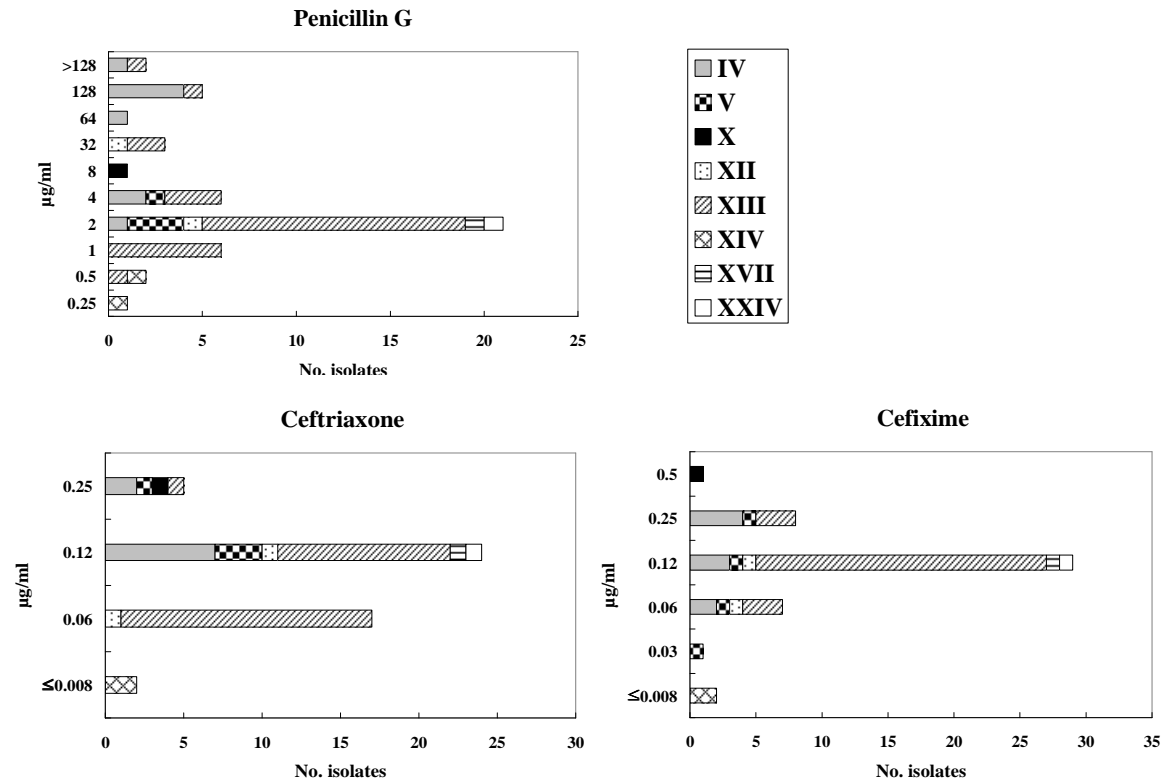 Penicillin G
>128
128
64
32
8
4
2
1
0.5
0.25
µg/ml
0 5 10 15 20 25
No. isolates
IV
V
X
XII
XIII
XIV
XVII
XXIV
Ceftriaxone
0.25
0.12
0.06
≤0.008
µg/ml
0 5 10 15 20 25 30
No. isolates
Cefixime
0.5
0.25
0.12
0.06
0.03
≤0.008
µg/ml
0 5 10 15 20 25 30 35
No. isolates